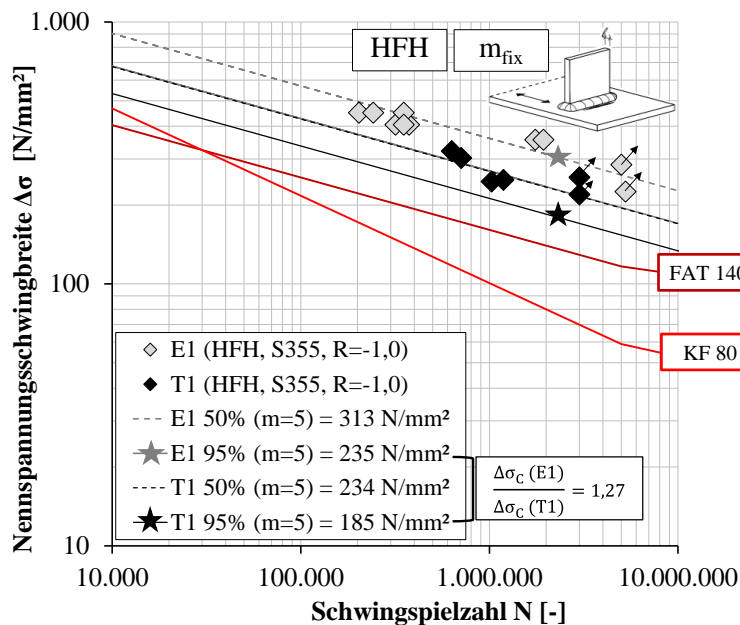 1.000
HFH
m_fix
t
FAT 140
100
KF 80
E1 (HFH, S355, R=-1,0)
T1 (HFH, S355, R=-1,0)
E1 50% (m=5) = 313 N/mm²
E1 95% (m=5) = 235 N/mm²
T1 50% (m=5) = 234 N/mm²
T1 95% (m=5) = 185 N/mm²
Δσ_C (E1)
Δσ_C (T1)
= 1,27
10
10.000
100.000
1.000.000
10.000.000
Schwingspielzahl N [-]
Nennspannungsschwingbreite Δσ [N/mm²]